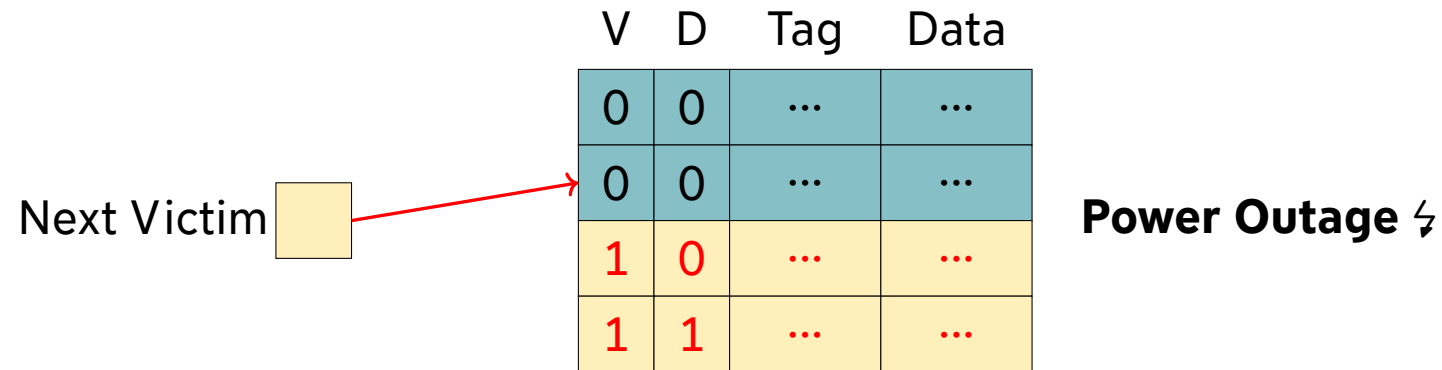 V D Tag Data
0 0 ... ...
Next Victim 0 0 ... ... Power Outage ↯
1 0 ... ...
1 1 ... ...